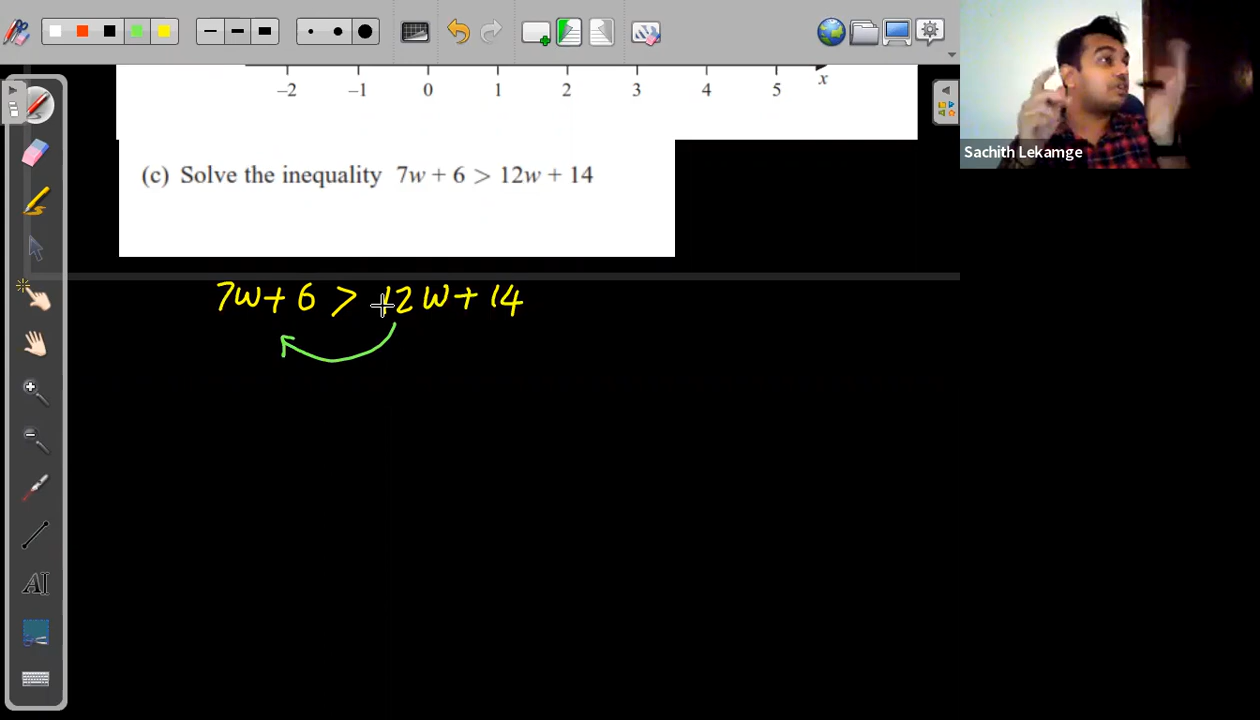 -2 -1 0 1 2 3 4 5 x
Sachith Lekamge
(c) Solve the inequality 7w + 6 > 12w + 14
7w + 6 > 12w + 14
AI